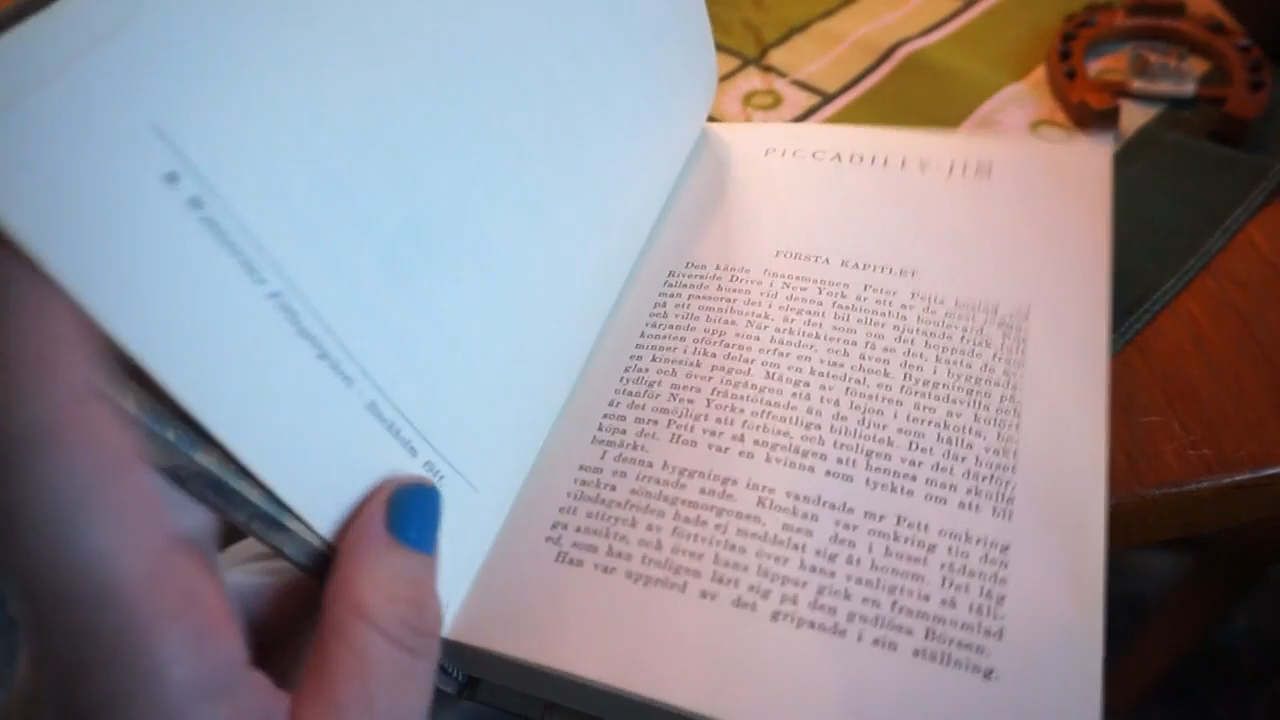 Stockholm 1944
PICCADILLY JIM
FÖRSTA KAPITLET
Den kände finansmannen Peter Petts
Riverside Drive i New York är ett av de mest
fallande husen vid denna fashionabla boulevard.
man passerar det i elegant bil eller njutande frisk
på ett omnibustak, är det som om det hoppade fram
och ville bitas. När arkitekterna få se det, kasta de
värjande upp sina händer, och även den i byggnads-
konsten oförfarne erfar en viss chock. Byggningen på-
minner i lika delar om en katedral, en förstadsvilla och
en kinesisk pagod. Många av fönstren äro av kulört
glas och över ingången stå två lejon i terrakotta,
tydligt mera frånstötande än de djur som hålla vakt
utanför New Yorks offentliga bibliotek. Det där huset
är det omöjligt att förbise, och troligen var det därför,
som mrs Pett var så angelägen att hennes man skulle
köpa det. Hon var en kvinna som tyckte om att bli
bemärkt.
I denna byggnings inre vandrade mr Pett omkring
som en irrande ande. Klockan var omkring tio den
vackra söndagsmorgonen, men den i huset rådande
vilodagsfriden hade ej meddelat sig åt honom. Det låg
ett uttryck av förtvivlan över hans vanligtvis så tåli-
ga ansikte, och över hans läppar gick en frammumlad
ed, som han troligen lärt sig på den gudlösa Börsen.
Han var upprörd av det gripande i sin ställning.